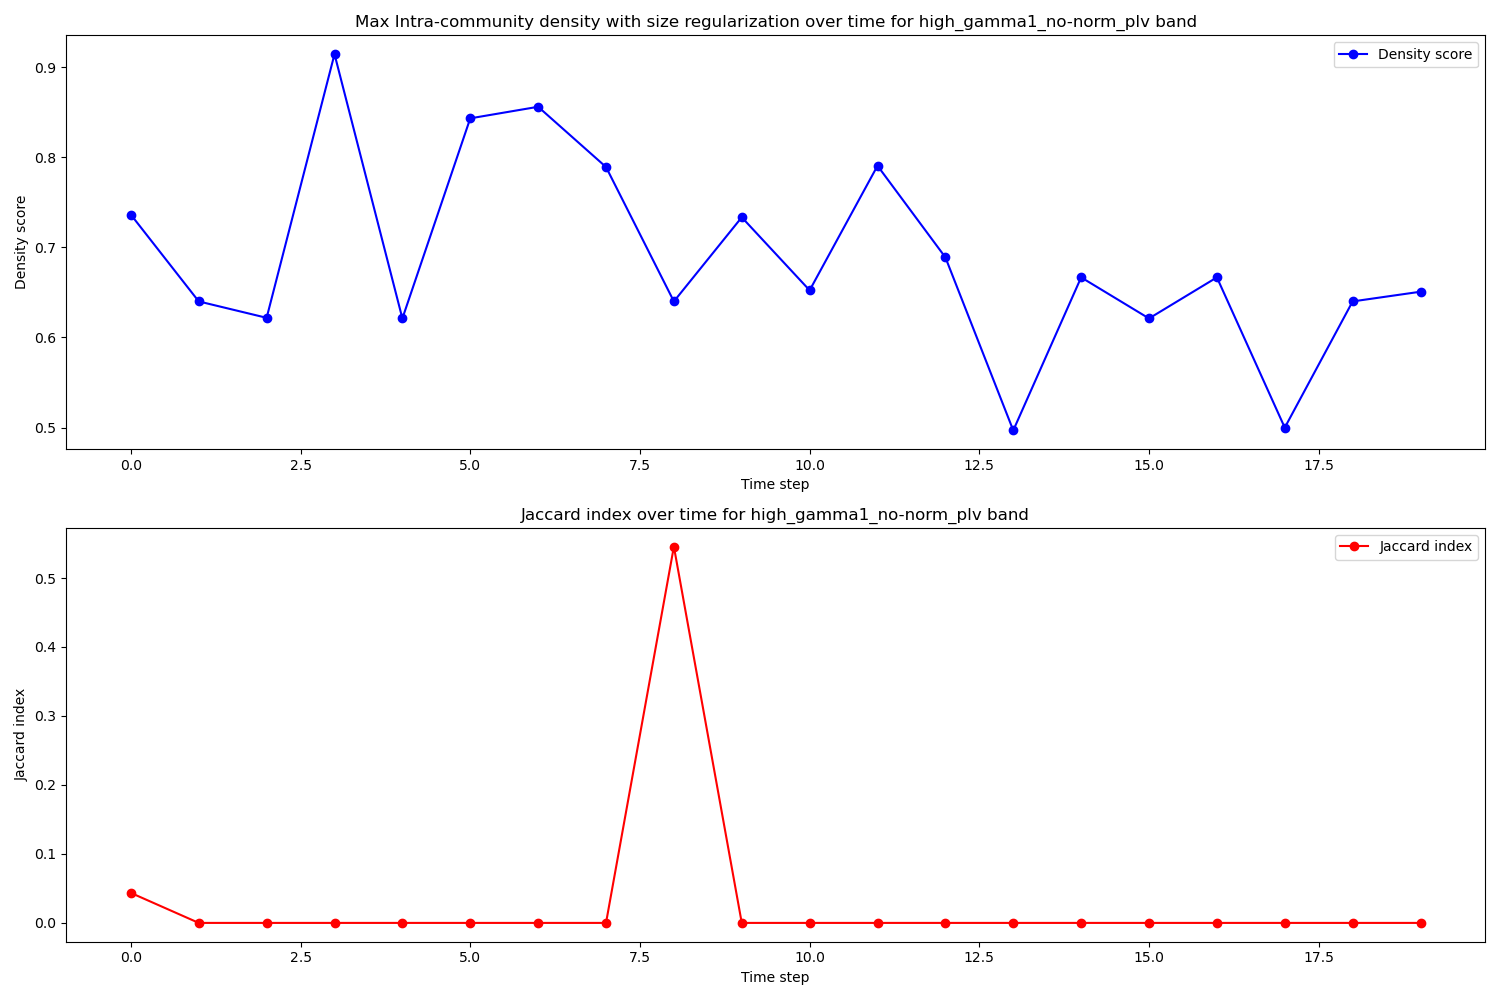 Max Intra-community density with size regularization over time for high_gamma1_no-norm_plv band
Density score
0.9
0.8
0.7
0.6
0.5
Density score
0.0 2.5 5.0 7.5 10.0 12.5 15.0 17.5
Time step
Jaccard index over time for high_gamma1_no-norm_plv band
Jaccard index
0.5
0.4
0.3
0.2
0.1
0.0
Jaccard index
0.0 2.5 5.0 7.5 10.0 12.5 15.0 17.5
Time step